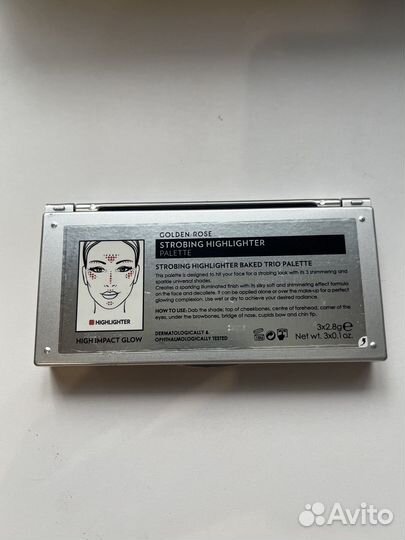 GOLDEN ROSE
STROBING HIGHLIGHTER
PALETTE
STROBING HIGHLIGHTER BAKED TRIO PALETTE
This palette is designed to hit your face for a strobing look with its 3 shimmering and
sparkle universal shades.
Creates a sparkling illuminated finish with its silky soft and shimmering effect formula
on the face and decollete. It can be applied alone or over the make-up for a perfect
glowing complexion. Use wet or dry to achieve your desired radiance.
HOW TO USE: Dab the shade; top of cheekbones, centre of forehead, corner of the
eyes, under the browbones, bridge of nose, cupids bow and chin tip.
HIGHLIGHTER
HIGH IMPACT GLOW
DERMATOLOGICALLY &
OPHTHALMOLOGICALLY TESTED
3x2.8g e
Net wt. 3x0.1oz
Avito